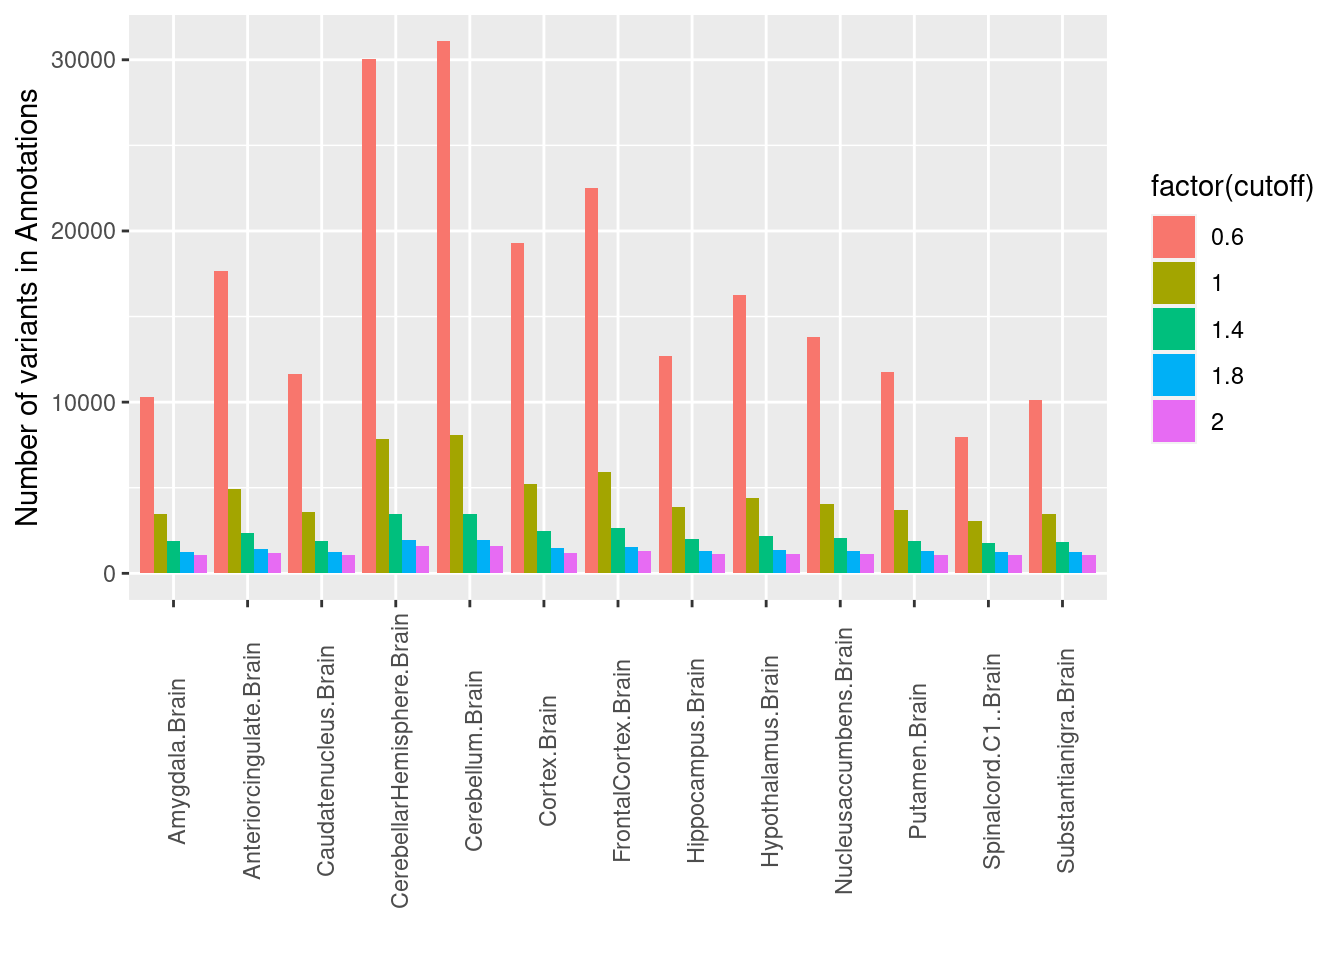 Number of variants in Annotations
30000
20000
10000
0
Amygdala.Brain
Anteriorcingulate.Brain
Caudatenucleus.Brain
CerebellarHemisphere.Brain
Cerebellum.Brain
Cortex.Brain
FrontalCortex.Brain
Hippocampus.Brain
Hypothalamus.Brain
Nucleusaccumbens.Brain
Putamen.Brain
Spinalcord.C1..Brain
Substantianigra.Brain
factor(cutoff)
0.6
1
1.4
1.8
2